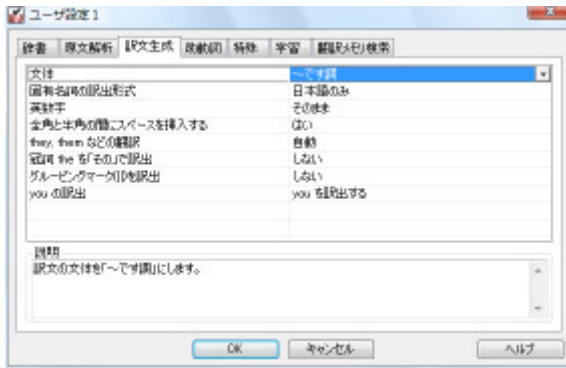 ユーザ設定1
辞書 原文解析 訳文生成 助動詞 特殊 学習 翻訳メモリ検索
文体 ～です調
固有名詞の訳出形式 日本語のみ
英数字 そのまま
全角と半角の間にスペースを挿入する はい
they, them などの翻訳 自動
冠詞 the を「その」で訳出 しない
グルーピングマーク[]を訳出 しない
you の訳出 you を訳出する
説明
訳文の文体を「～です調」にします。
OK キャンセル ヘルプ